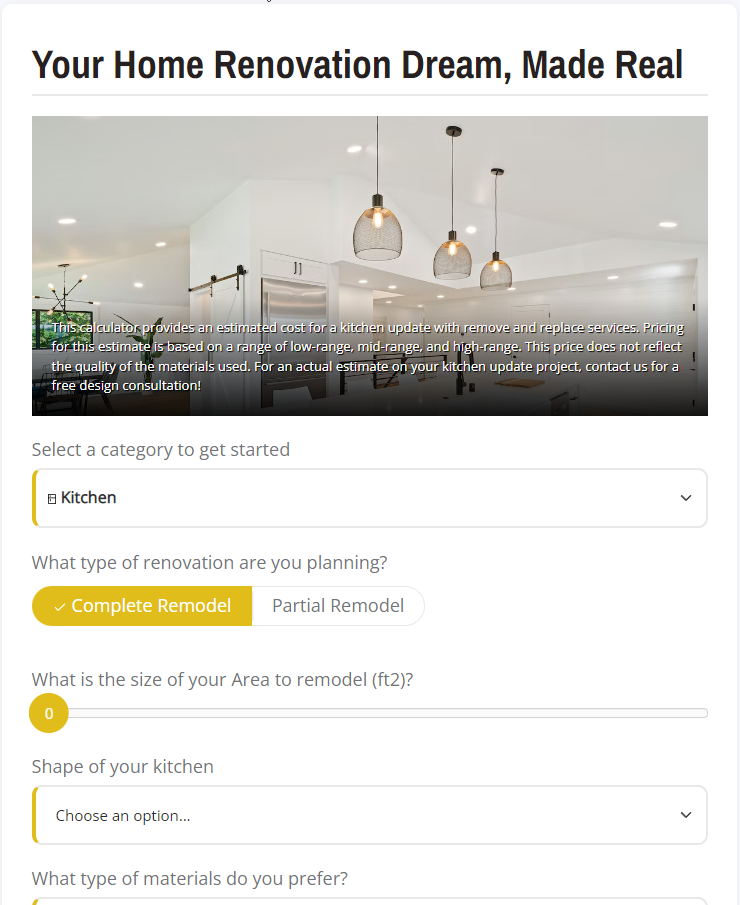 Your Home Renovation Dream, Made Real
This calculator provides an estimated cost for a kitchen update with remove and replace services. Pricing
for this estimate is based on a range of low-range, mid-range, and high-range. This price does not reflect
the quality of the materials used. For an actual estimate on your kitchen update project, contact us for a
free design consultation!
Select a category to get started
Kitchen
What type of renovation are you planning?
✓ Complete Remodel
Partial Remodel
What is the size of your Area to remodel (ft2)?
0
Shape of your kitchen
Choose an option...
What type of materials do you prefer?